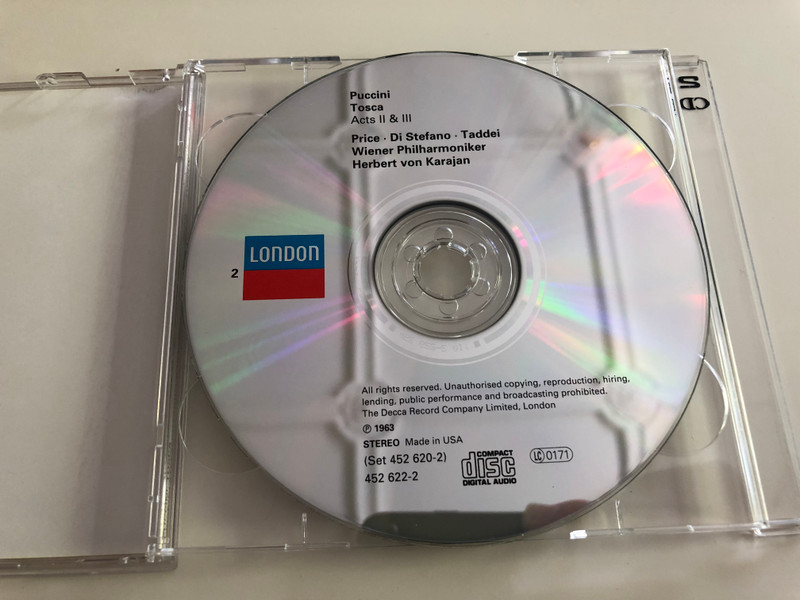 Puccini
Tosca
Acts II & III
Price · Di Stefano · Taddei
Wiener Philharmoniker
Herbert von Karajan
2
LONDON
All rights reserved. Unauthorised copying, reproduction, hiring,
lending, public performance and broadcasting prohibited.
The Decca Record Company Limited, London
℗ 1963
STEREO Made in USA
(Set 452 620-2)
452 622-2
COMPACT
disc
DIGITAL AUDIO
LC 0171